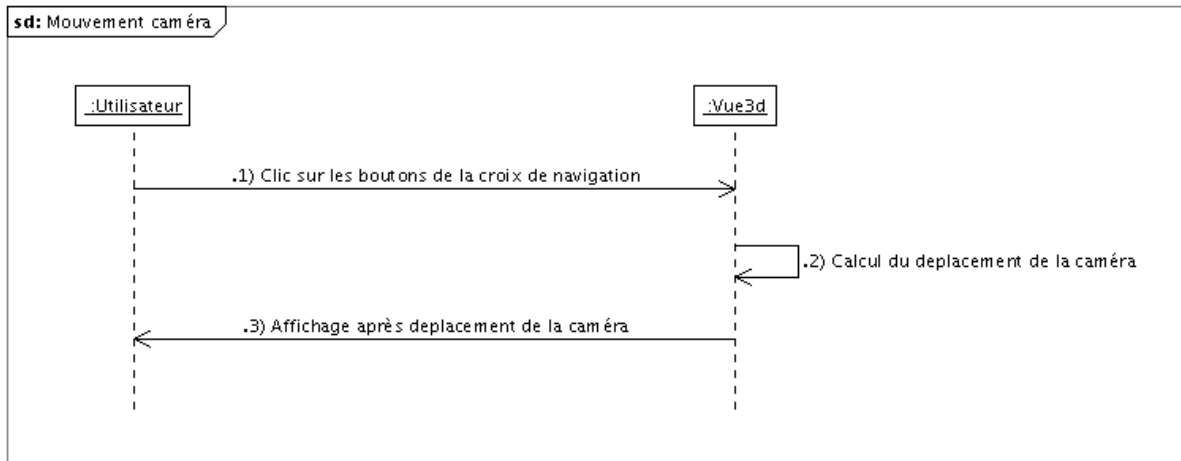 sd: Mouvement caméra
:Utilisateur
:Vue3d
.1) Clic sur les boutons de la croix de navigation
.2) Calcul du deplacement de la caméra
.3) Affichage après deplacement de la caméra